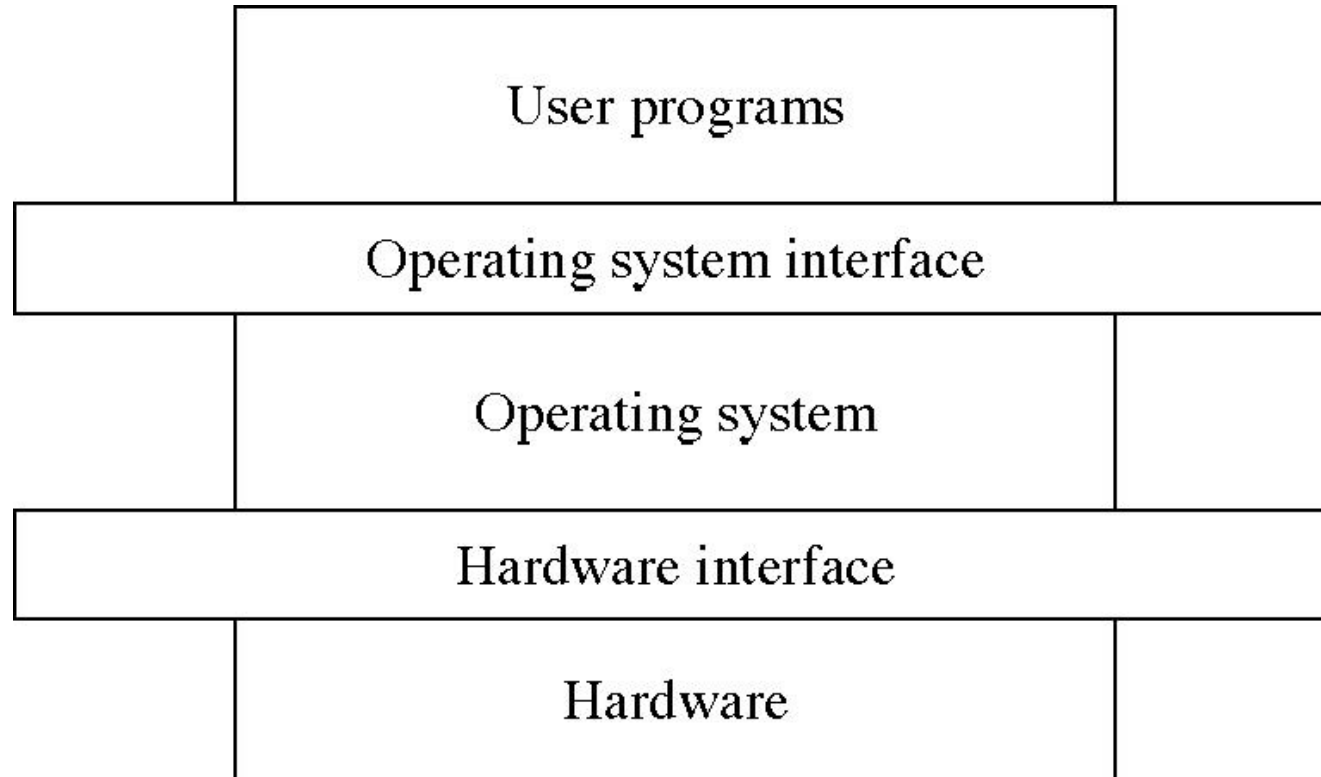 User programs
Operating system interface
Operating system
Hardware interface
Hardware